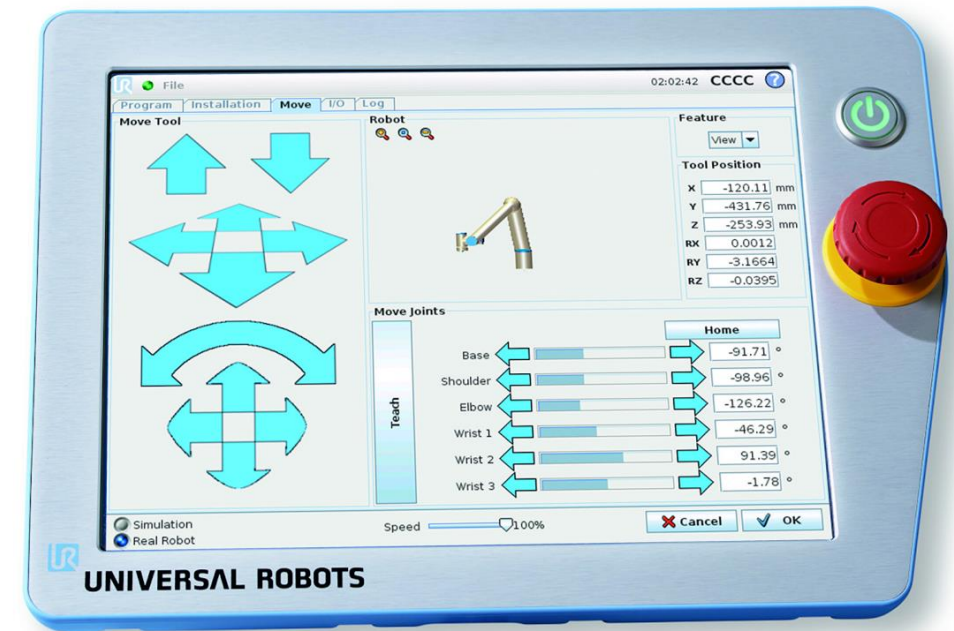 UR File 02:02:42 CCCC ?
Program Installation Move I/O Log
Move Tool
Robot
Feature
View
Tool Position
X -120.11 mm
Y -431.76 mm
Z -253.93 mm
RX 0.0012
RY -3.1664
RZ -0.0395
Move Joints
Home
Teach
Base -91.71 °
Shoulder -98.96 °
Elbow -126.22 °
Wrist 1 -46.29 °
Wrist 2 91.39 °
Wrist 3 -1.78 °
Simulation
Real Robot
Speed 100%
Cancel OK
UR
UNIVERSAL ROBOTS